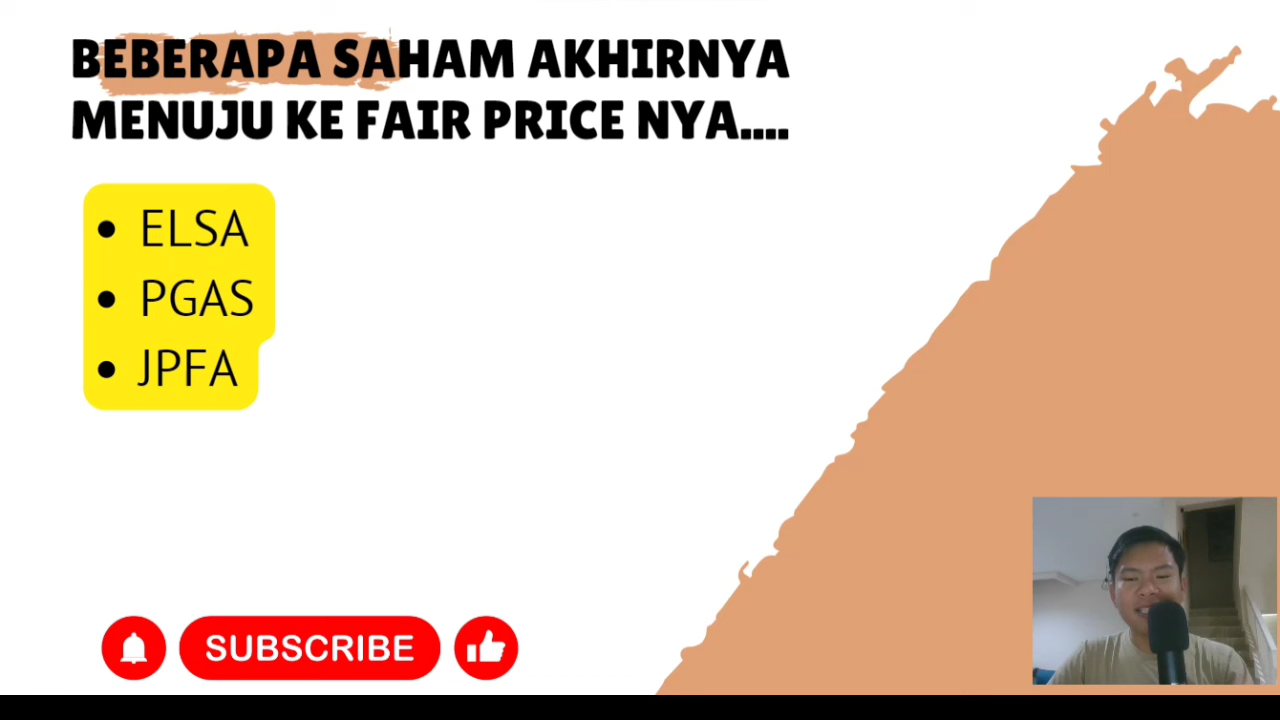 BEBERAPA SAHAM AKHIRNYA
MENUJU KE FAIR PRICE NYA....
• ELSA
• PGAS
• JPFA
SUBSCRIBE